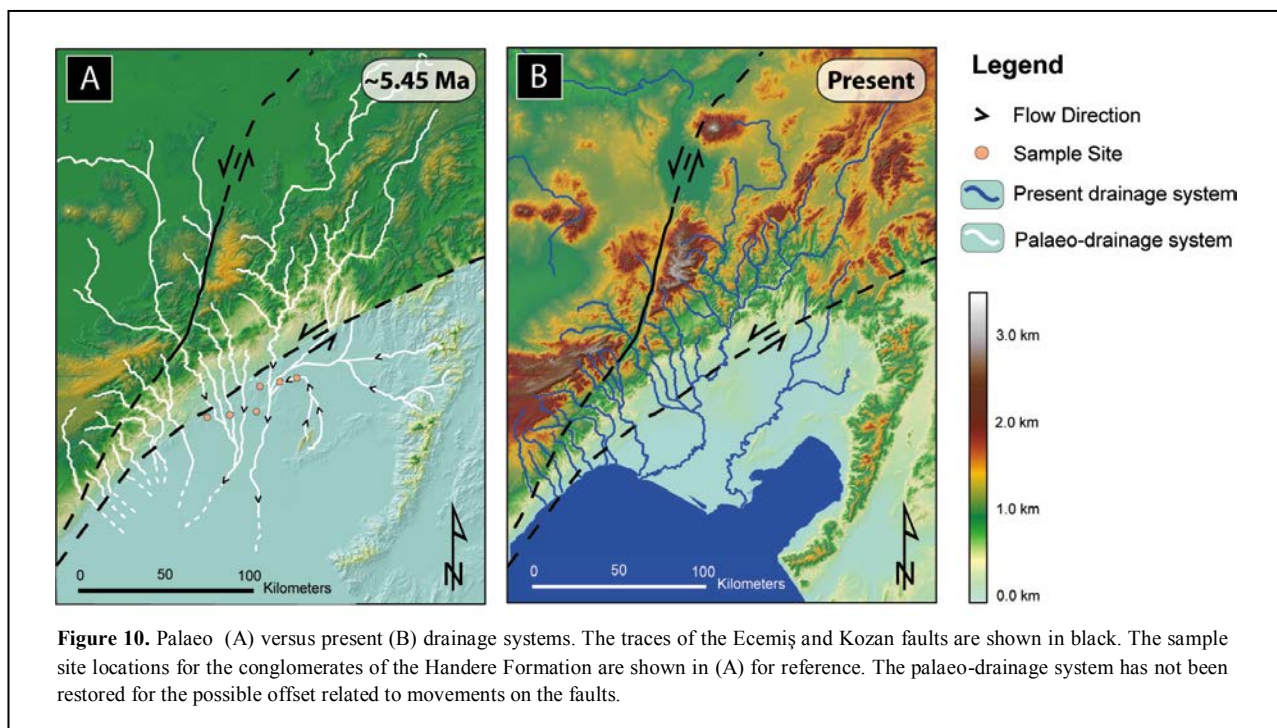 A
~5.45 Ma
0 50 100
Kilometers
N
B
Present
0 50 100
Kilometers
N
Legend
Flow Direction
Sample Site
Present drainage system
Palaeo-drainage system
3.0 km
2.0 km
1.0 km
0.0 km
Figure 10. Palaeo (A) versus present (B) drainage systems. The traces of the Ecemiş and Kozan faults are shown in black. The sample
site locations for the conglomerates of the Handere Formation are shown in (A) for reference. The palaeo-drainage system has not been
restored for the possible offset related to movements on the faults.